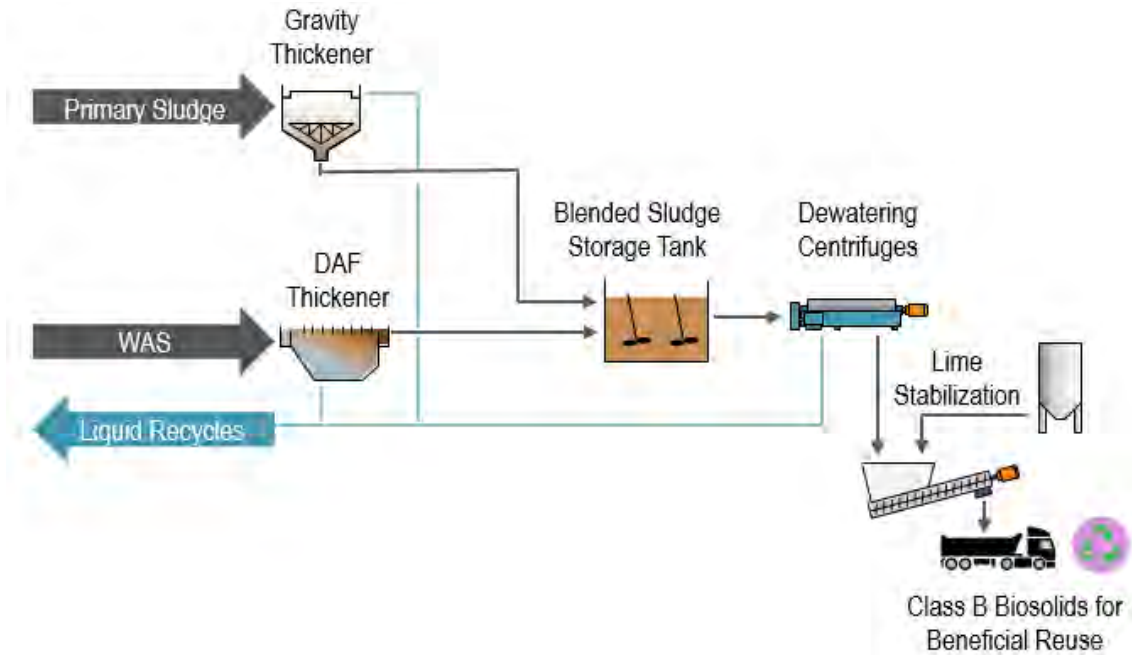 Gravity
Thickener
Primary Sludge
Blended Sludge
Storage Tank
Dewatering
Centrifuges
DAF
Thickener
WAS
Lime
Stabilization
Liquid Recycles
Class B Biosolids for
Beneficial Reuse